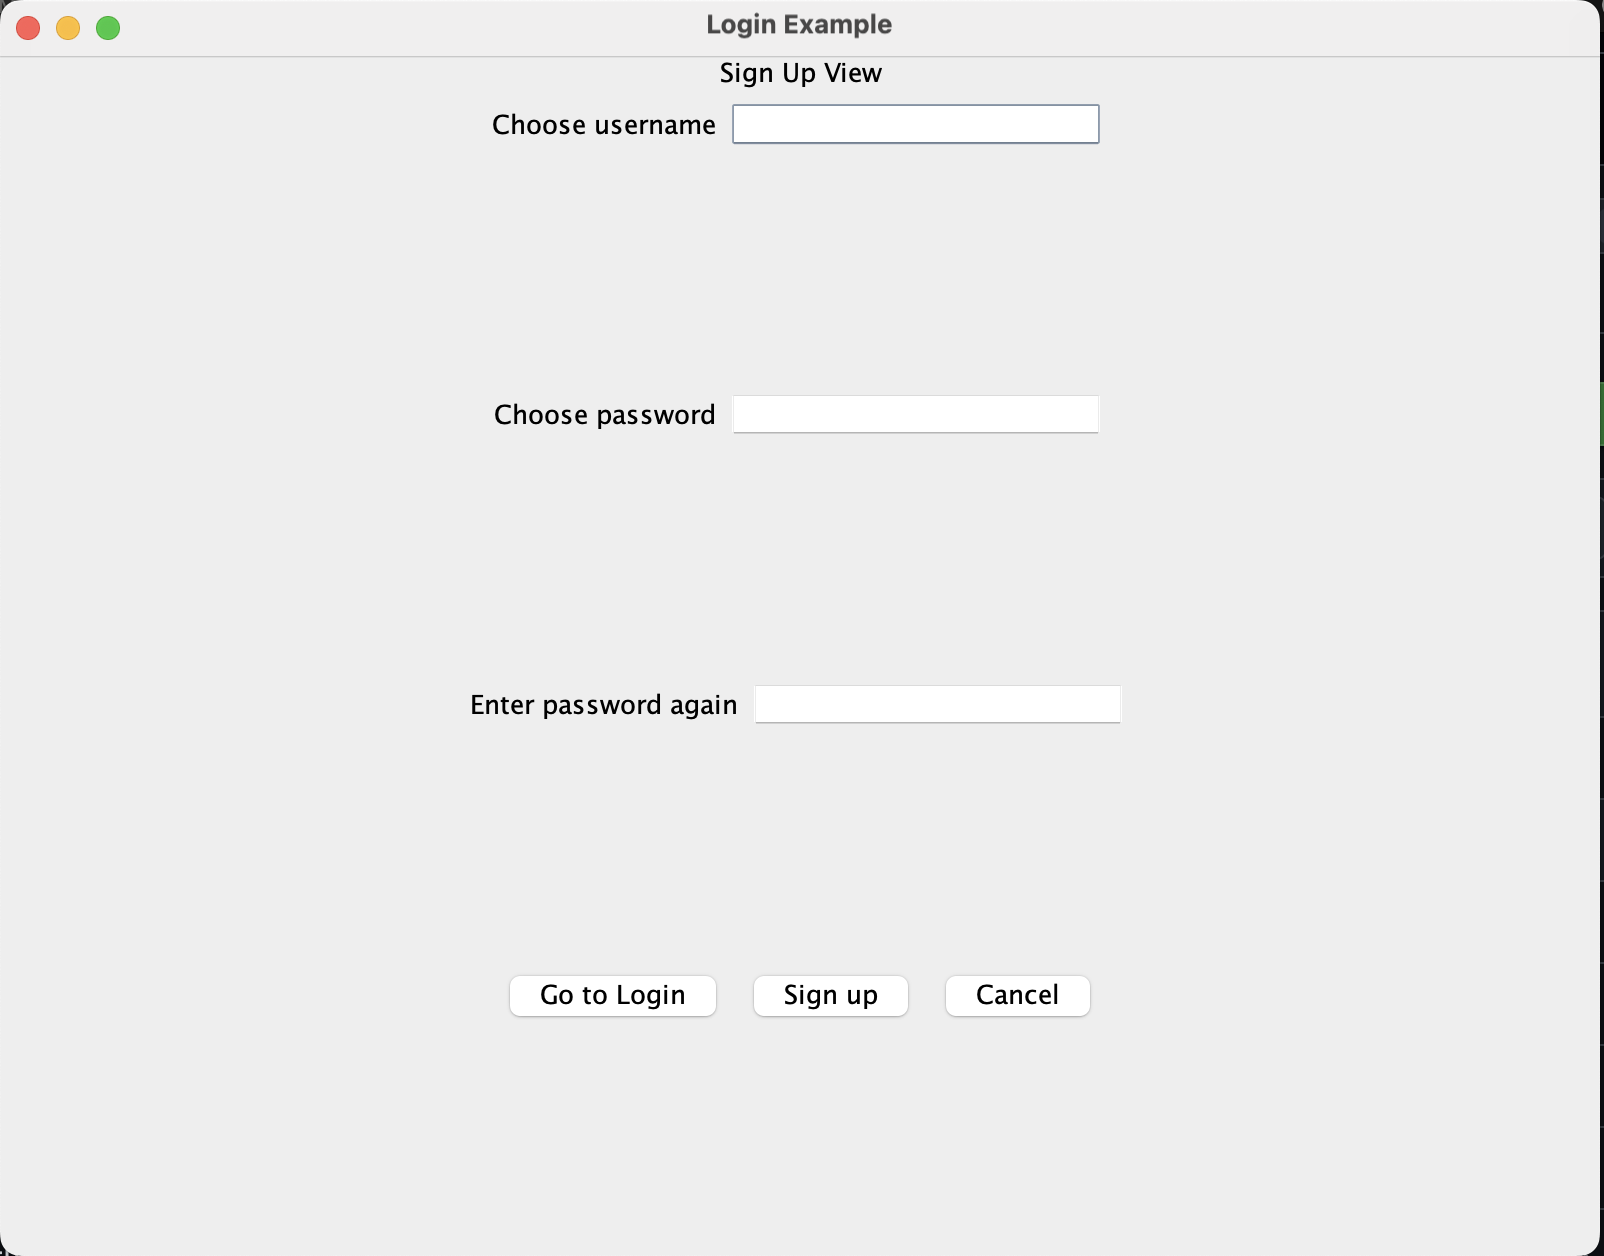 Login Example
Sign Up View
Choose username
Choose password
Enter password again
Go to Login Sign up Cancel